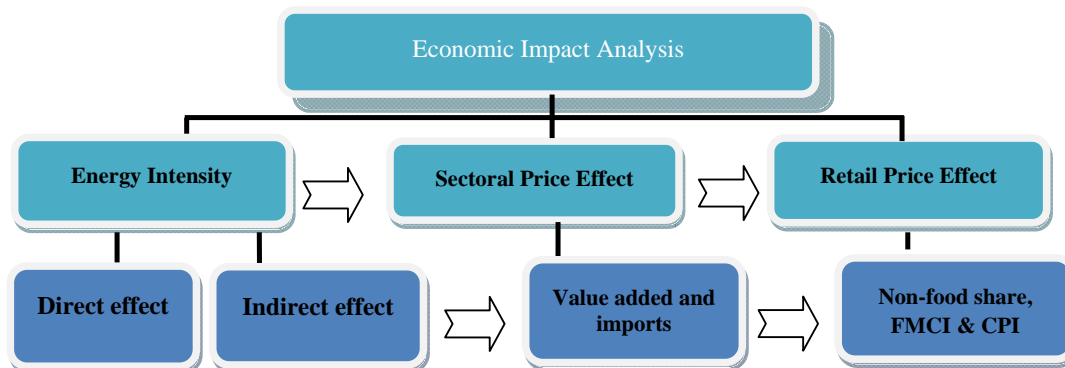 Economic Impact Analysis
Energy Intensity
Sectoral Price Effect
Retail Price Effect
Direct effect
Indirect effect
Value added and
imports
Non-food share,
FMCI & CPI